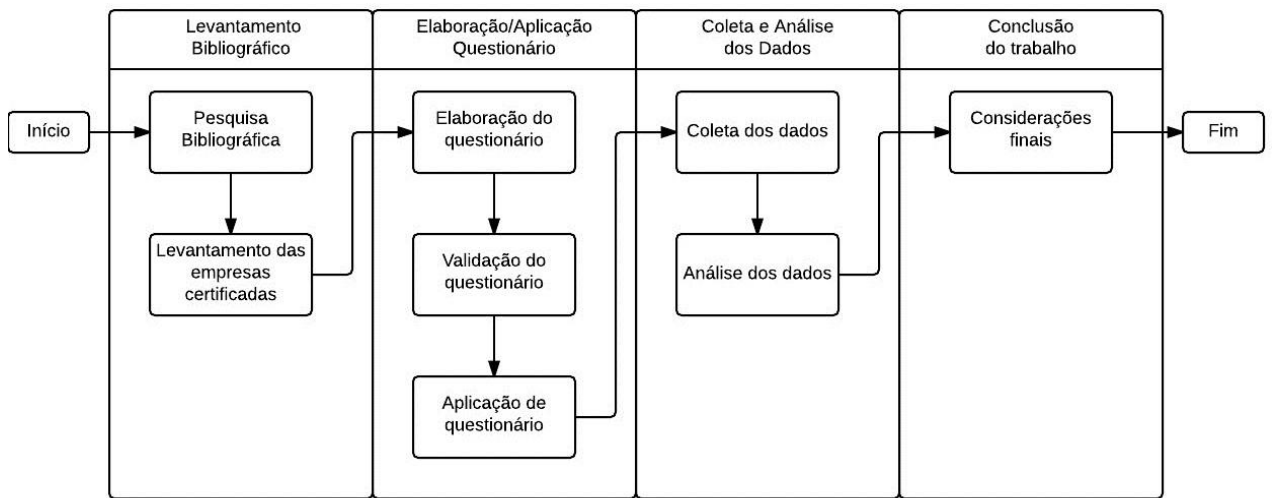 Levantamento
Bibliográfico
Elaboração/Aplicação
Questionário
Coleta e Análise
dos Dados
Conclusão
do trabalho
Início
Pesquisa
Bibliográfica
Levantamento das
empresas
certificadas
Elaboração do
questionário
Validação do
questionário
Aplicação de
questionário
Coleta dos dados
Análise dos dados
Considerações
finais
Fim